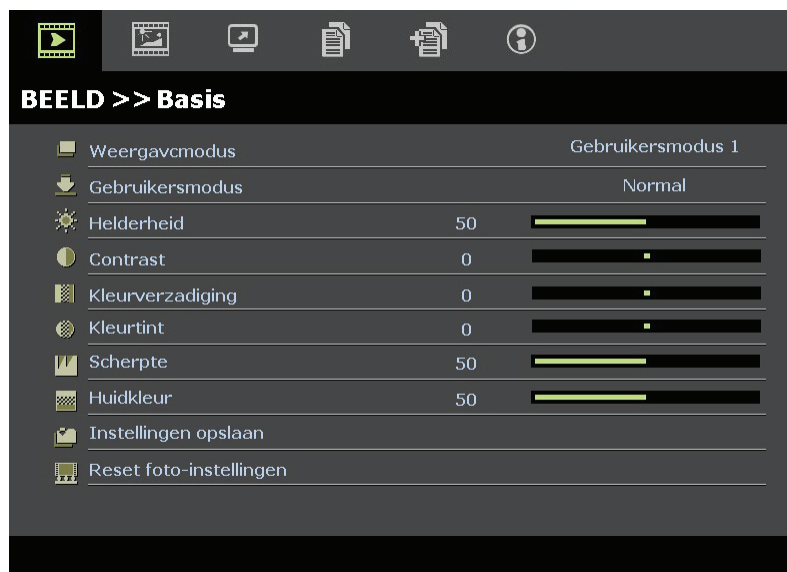 BEELD >> Basis
Weergavcmodus Gebruikersmodus 1
Gebruikersmodus Normal
Helderheid 50
Contrast 0
Kleurverzadiging 0
Kleurtint 0
Scherpte 50
Huidkleur 50
Instellingen opslaan
Reset foto-instellingen